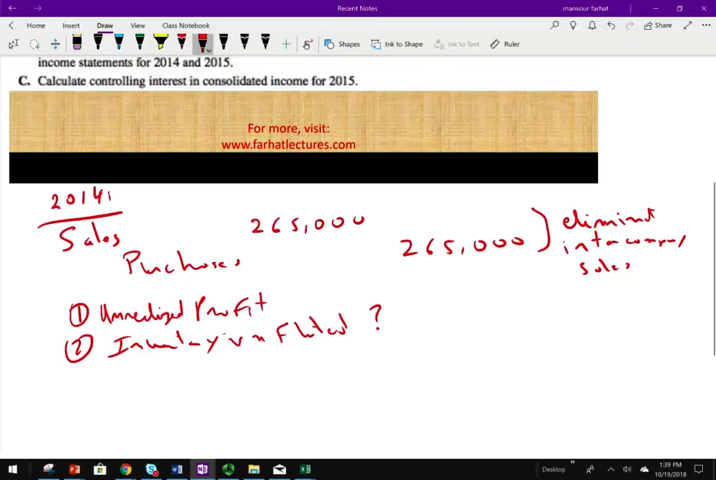 Recent Notes
mansour farhat
Home Insert Draw View Class Notebook
Share
Shapes Ink to Shape Ink to Text Ruler
income statements for 2014 and 2015.
C. Calculate controlling interest in consolidated income for 2015.
For more, visit:
www.farhatlectures.com
2014
Sales 265,000
Purchases 265,000
eliminat
intercompany
sales
① Unrealized Profit
② Inventory is inflated ?
Desktop
1:39 PM
10/19/2018